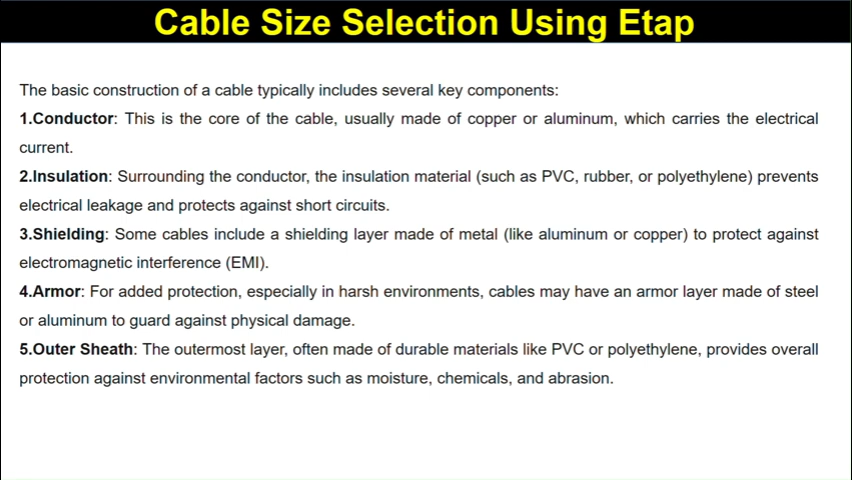 Cable Size Selection Using Etap
The basic construction of a cable typically includes several key components:
1.Conductor: This is the core of the cable, usually made of copper or aluminum, which carries the electrical
current.
2.Insulation: Surrounding the conductor, the insulation material (such as PVC, rubber, or polyethylene) prevents
electrical leakage and protects against short circuits.
3.Shielding: Some cables include a shielding layer made of metal (like aluminum or copper) to protect against
electromagnetic interference (EMI).
4.Armor: For added protection, especially in harsh environments, cables may have an armor layer made of steel
or aluminum to guard against physical damage.
5.Outer Sheath: The outermost layer, often made of durable materials like PVC or polyethylene, provides overall
protection against environmental factors such as moisture, chemicals, and abrasion.